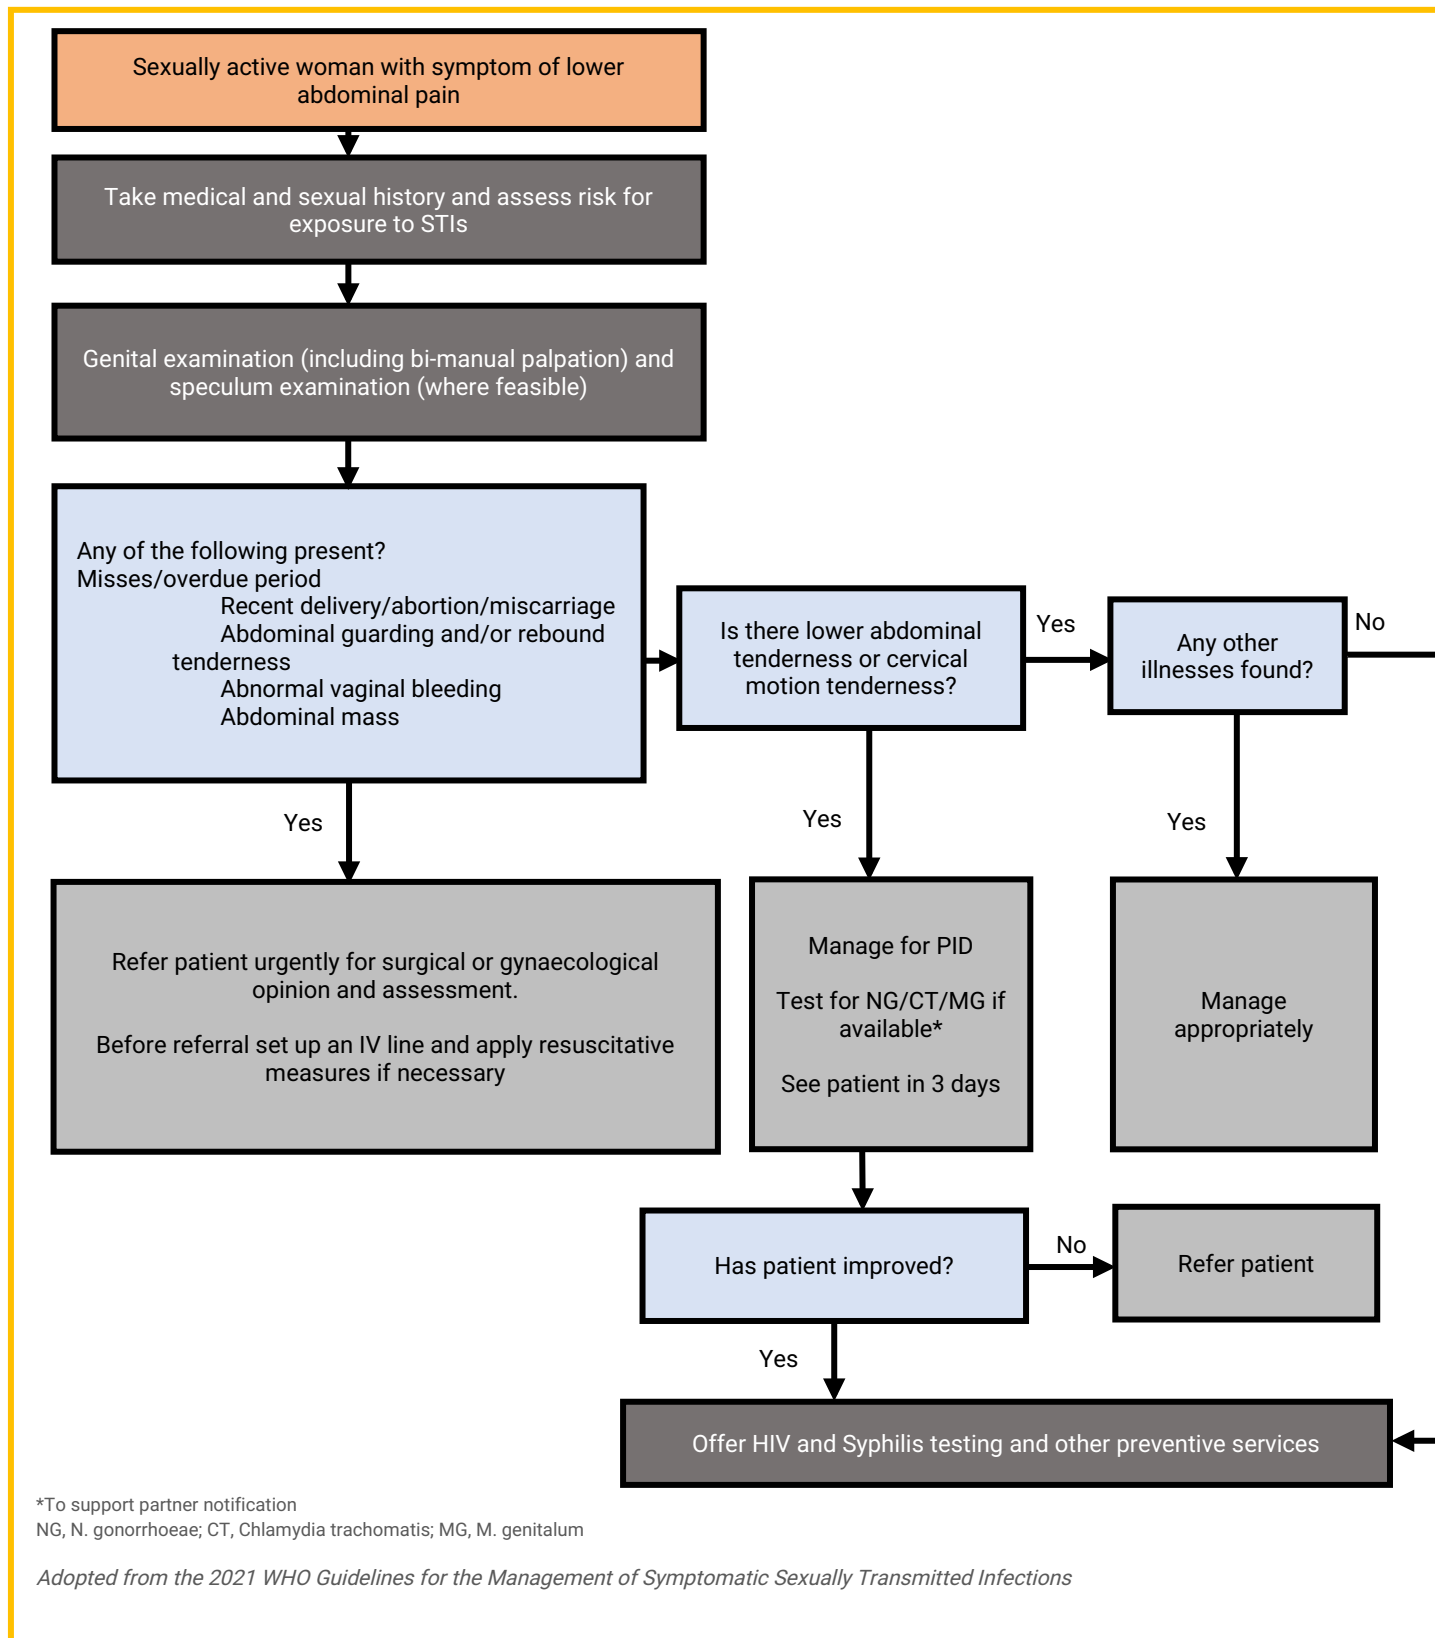 Sexually active woman with symptom of lower
abdominal pain
Take medical and sexual history and assess risk for
exposure to STIs
Genital examination (including bi-manual palpation) and
speculum examination (where feasible)
Any of the following present?
Misses/overdue period
Recent delivery/abortion/miscarriage
Abdominal guarding and/or rebound
tenderness
Abnormal vaginal bleeding
Abdominal mass
Is there lower abdominal
tenderness or cervical
motion tenderness?
Yes
Any other
illnesses found?
No
Yes
Yes
Yes
Refer patient urgently for surgical or gynaecological
opinion and assessment.
Before referral set up an IV line and apply resuscitative
measures if necessary
Manage for PID
Test for NG/CT/MG if
available*
See patient in 3 days
Manage
appropriately
Has patient improved?
No
Refer patient
Yes
Offer HIV and Syphilis testing and other preventive services
*To support partner notification
NG, N. gonorrhoeae; CT, Chlamydia trachomatis; MG, M. genitalum
Adopted from the 2021 WHO Guidelines for the Management of Symptomatic Sexually Transmitted Infections